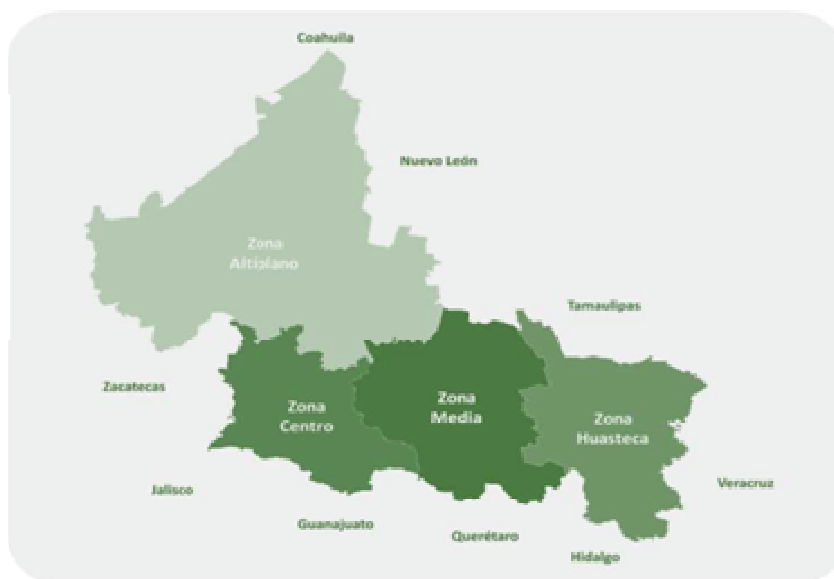 Coahuila
Nuevo León
Zona
Altiplano
Tamaulipas
Zacatecas
Zona
Centro
Zona
Media
Zona
Huasteca
Jalisco
Veracruz
Guanajuato
Querétaro
Hidalgo